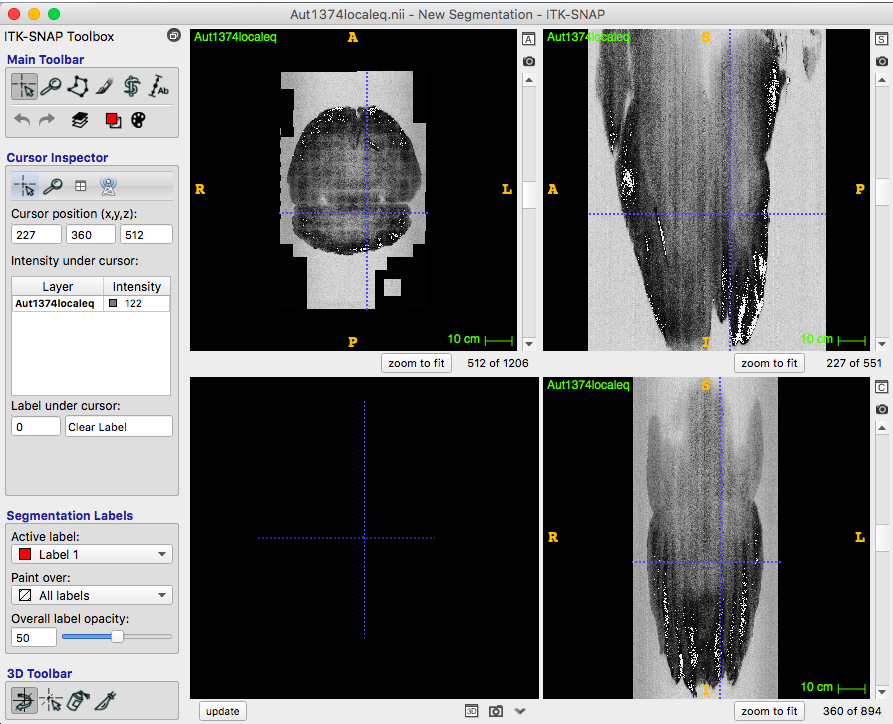 Aut1374localeq.nii - New Segmentation - ITK-SNAP
ITK-SNAP Toolbox
Main Toolbar
Ab
Cursor Inspector
Cursor position (x,y,z):
227 360 512
Intensity under cursor:
Layer Intensity
Aut1374localeq 122
Label under cursor:
0 Clear Label
Segmentation Labels
Active label:
Label 1
Paint over:
All labels
Overall label opacity:
50
3D Toolbar
Aut1374localeq
A
R
L
P
10 cm
A
zoom to fit 512 of 1206
Aut1374localeq
S
A
P
I
10 cm
S
zoom to fit 227 of 551
update
3D
Aut1374localeq
S
R
L
I
10 cm
C
zoom to fit 360 of 894